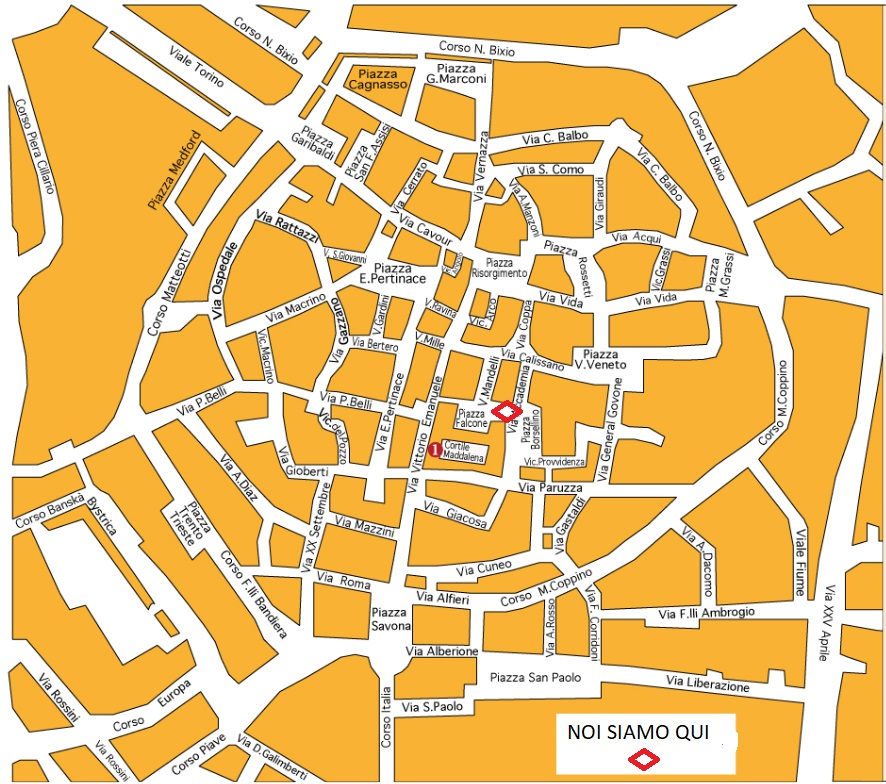 Corso N. Bixio
Corso N. Bixio
Viale Torino
Piazza
G.Marconi
Piazza
Cagnasso
Corso Piera Cillario
Corso N. Bixio
Piazza
Garibaldi
Piazza
San F.Assisi
Via C. Balbo
Via Vernazza
Piazza Medford
Via Cerrato
Via S. Como
Via C. Balbo
Via A.Manzoni
Via Giraudi
Via Rattazzi
Via Cavour
Via Acqui
V. S.Giovanni
Piazza
Rossetti
Vic.Grassi
Piazza
M.Grassi
Piazza
Risorgimento
Piazza
E.Pertinace
Corso Matteotti
Via Ospedale
Via Macrino
Via Gazzano
V.Gardini
V.Ravina
Vic. Arco
Via Coppa
Via Vida
Via Vida
Vic.Macrino
Via Bertero
V.Mille
Via Calissano
Piazza
V.Veneto
V.Mandelli
Via Accademia
Corso M.Coppino
Via P.Belli
Via P.Belli
Via E.Pertinace
Via Vittorio Emanuele
Piazza
Falcone
Piazza
Borsellino
Via General Govone
Vic.del Pozzo
1
Cortile
Maddalena
Vic.Provvidenza
Via A.Diaz
Via
Gioberti
Via Paruzza
Corso Banskà
Bystrica
Piazza
Trento
Trieste
Via XX Settembre
Via Mazzini
Via Giacosa
Via Gastaldi
Via Cuneo
Via A. Dacomo
Viale Fiume
Corso F.lli Bandiera
Via Roma
Via Alfieri
Corso M.Coppino
Via XXV Aprile
Piazza
Savona
Via A.Rosso
Via F. Corridoni
Via F.lli Ambrogio
Via Alberione
Piazza San Paolo
Via Liberazione
Via Rossini
Corso Europa
Corso Italia
Via S.Paolo
Via Rossini
Corso Piave
Via D.Galimberti
NOI SIAMO QUI